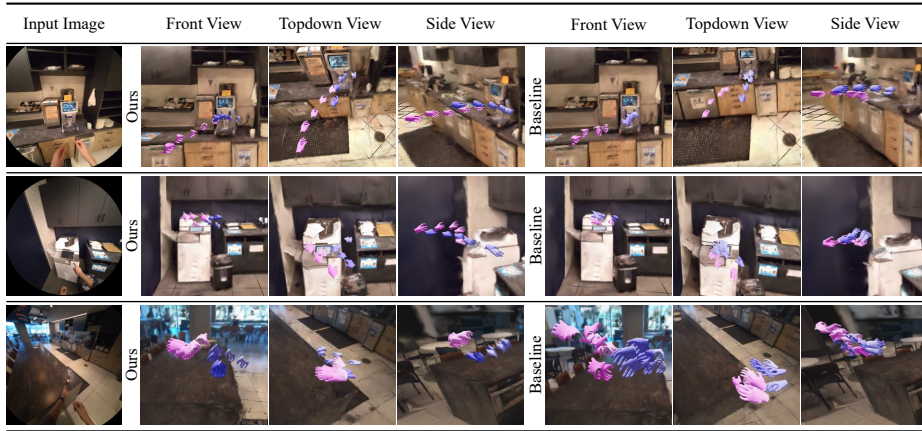 Input Image Front View Topdown View Side View Front View Topdown View Side View
Ours
Baseline
Ours
Baseline
Ours
Baseline